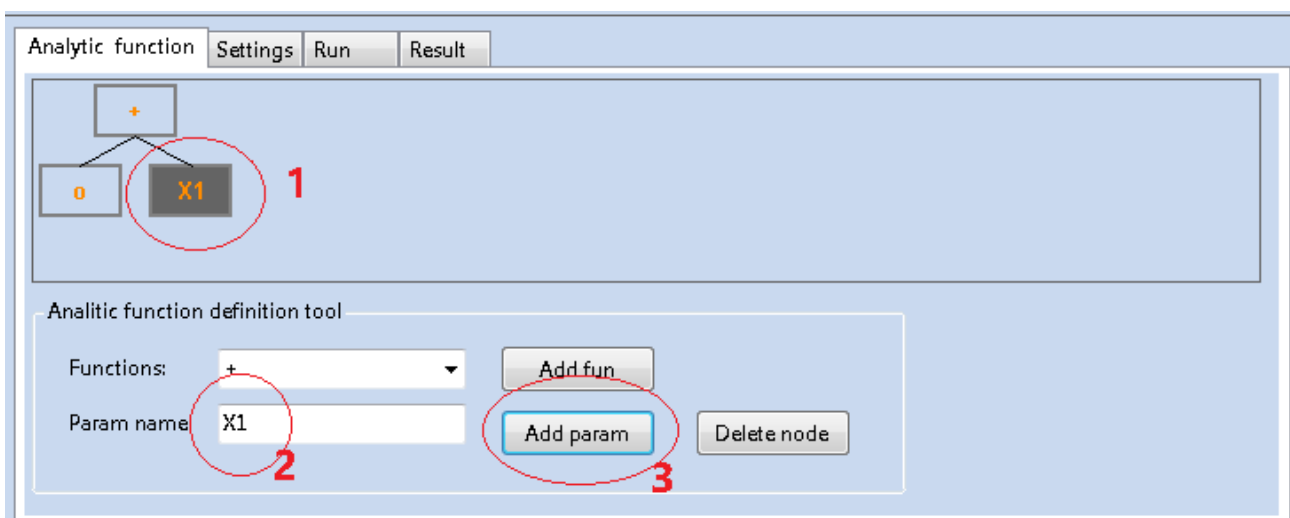 Analytic function Settings Run Result
+
o X1 1
Analitic function definition tool
Functions: + Add fun
Param name X1 Add param Delete node
2 3